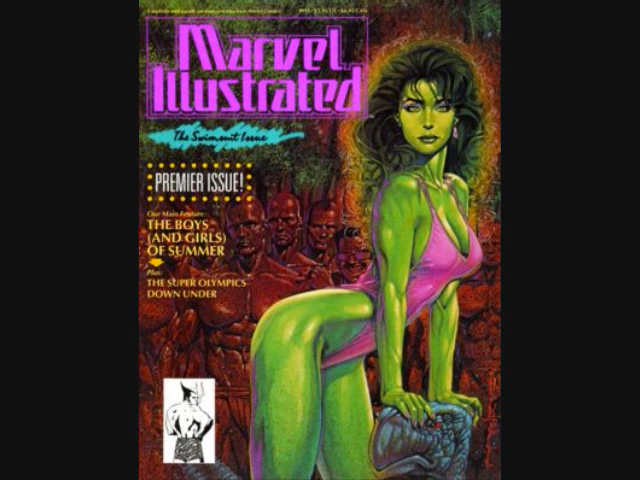 Marvel
Illustrated
The Swimsuit Issue
PREMIER ISSUE!
Our Main Feature:
THE BOYS
(AND GIRLS)
OF SUMMER
Plus:
THE SUPER OLYMPICS
DOWN UNDER